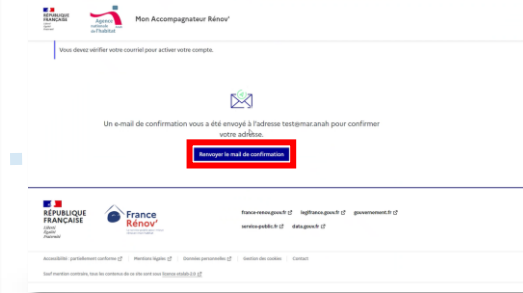 RÉPUBLIQUE
FRANÇAISE
Agence
nationale
de l'habitat
Mon Accompagnateur Rénov'
Vous devez vérifier votre courriel pour activer votre compte.
Un e-mail de confirmation vous a été envoyé à l'adresse test@mar.anah pour confirmer
votre adresse.
Renvoyer le mail de confirmation
RÉPUBLIQUE
FRANÇAISE
Liberté
Égalité
Fraternité
France
Rénov'
france-renov.gouv.fr legifrance.gouv.fr gouvernement.fr
service-public.fr data.gouv.fr
Accessibilité : partiellement conforme Mentions légales Données personnelles Gestion des cookies Contact
Sauf mention contraire, tous les contenus de ce site sont sous licence etalab-2.0